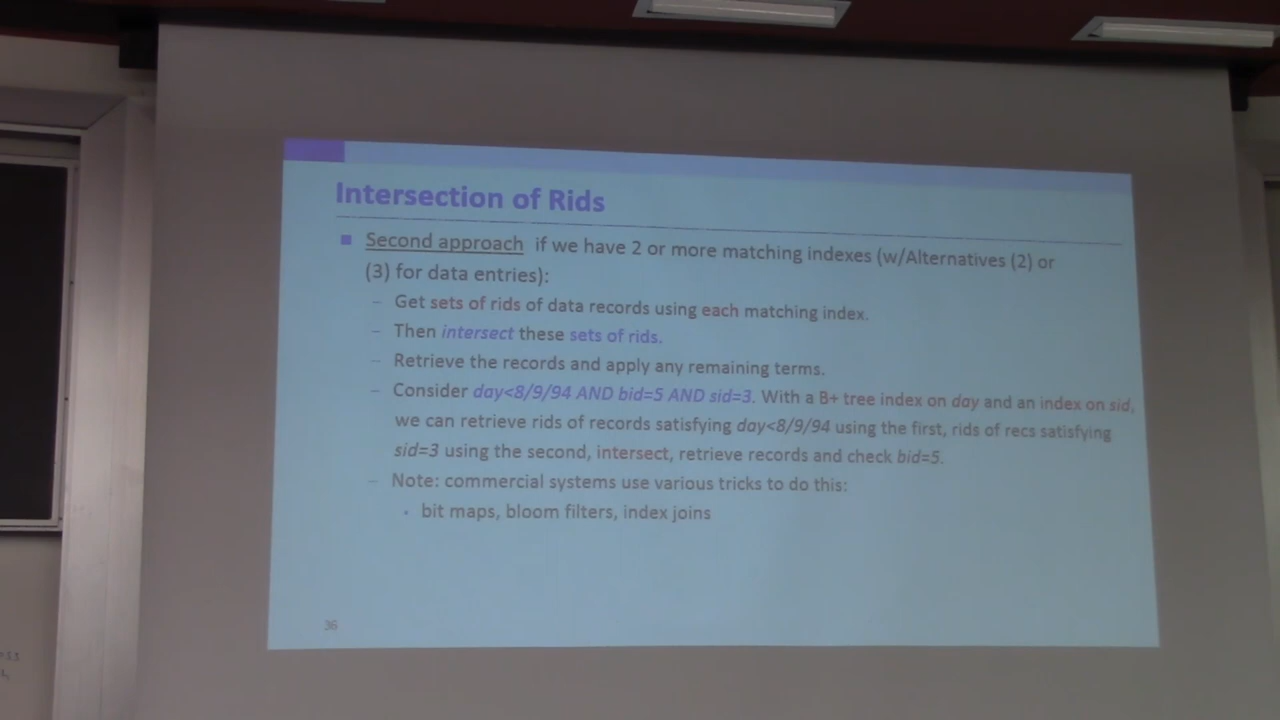 Intersection of Rids
■ Second approach if we have 2 or more matching indexes (w/Alternatives (2) or
(3) for data entries):
– Get sets of rids of data records using each matching index.
– Then intersect these sets of rids.
– Retrieve the records and apply any remaining terms.
– Consider day<8/9/94 AND bid=5 AND sid=3. With a B+ tree index on day and an index on sid,
we can retrieve rids of records satisfying day<8/9/94 using the first, rids of recs satisfying
sid=3 using the second, intersect, retrieve records and check bid=5.
– Note: commercial systems use various tricks to do this:
• bit maps, bloom filters, index joins
36